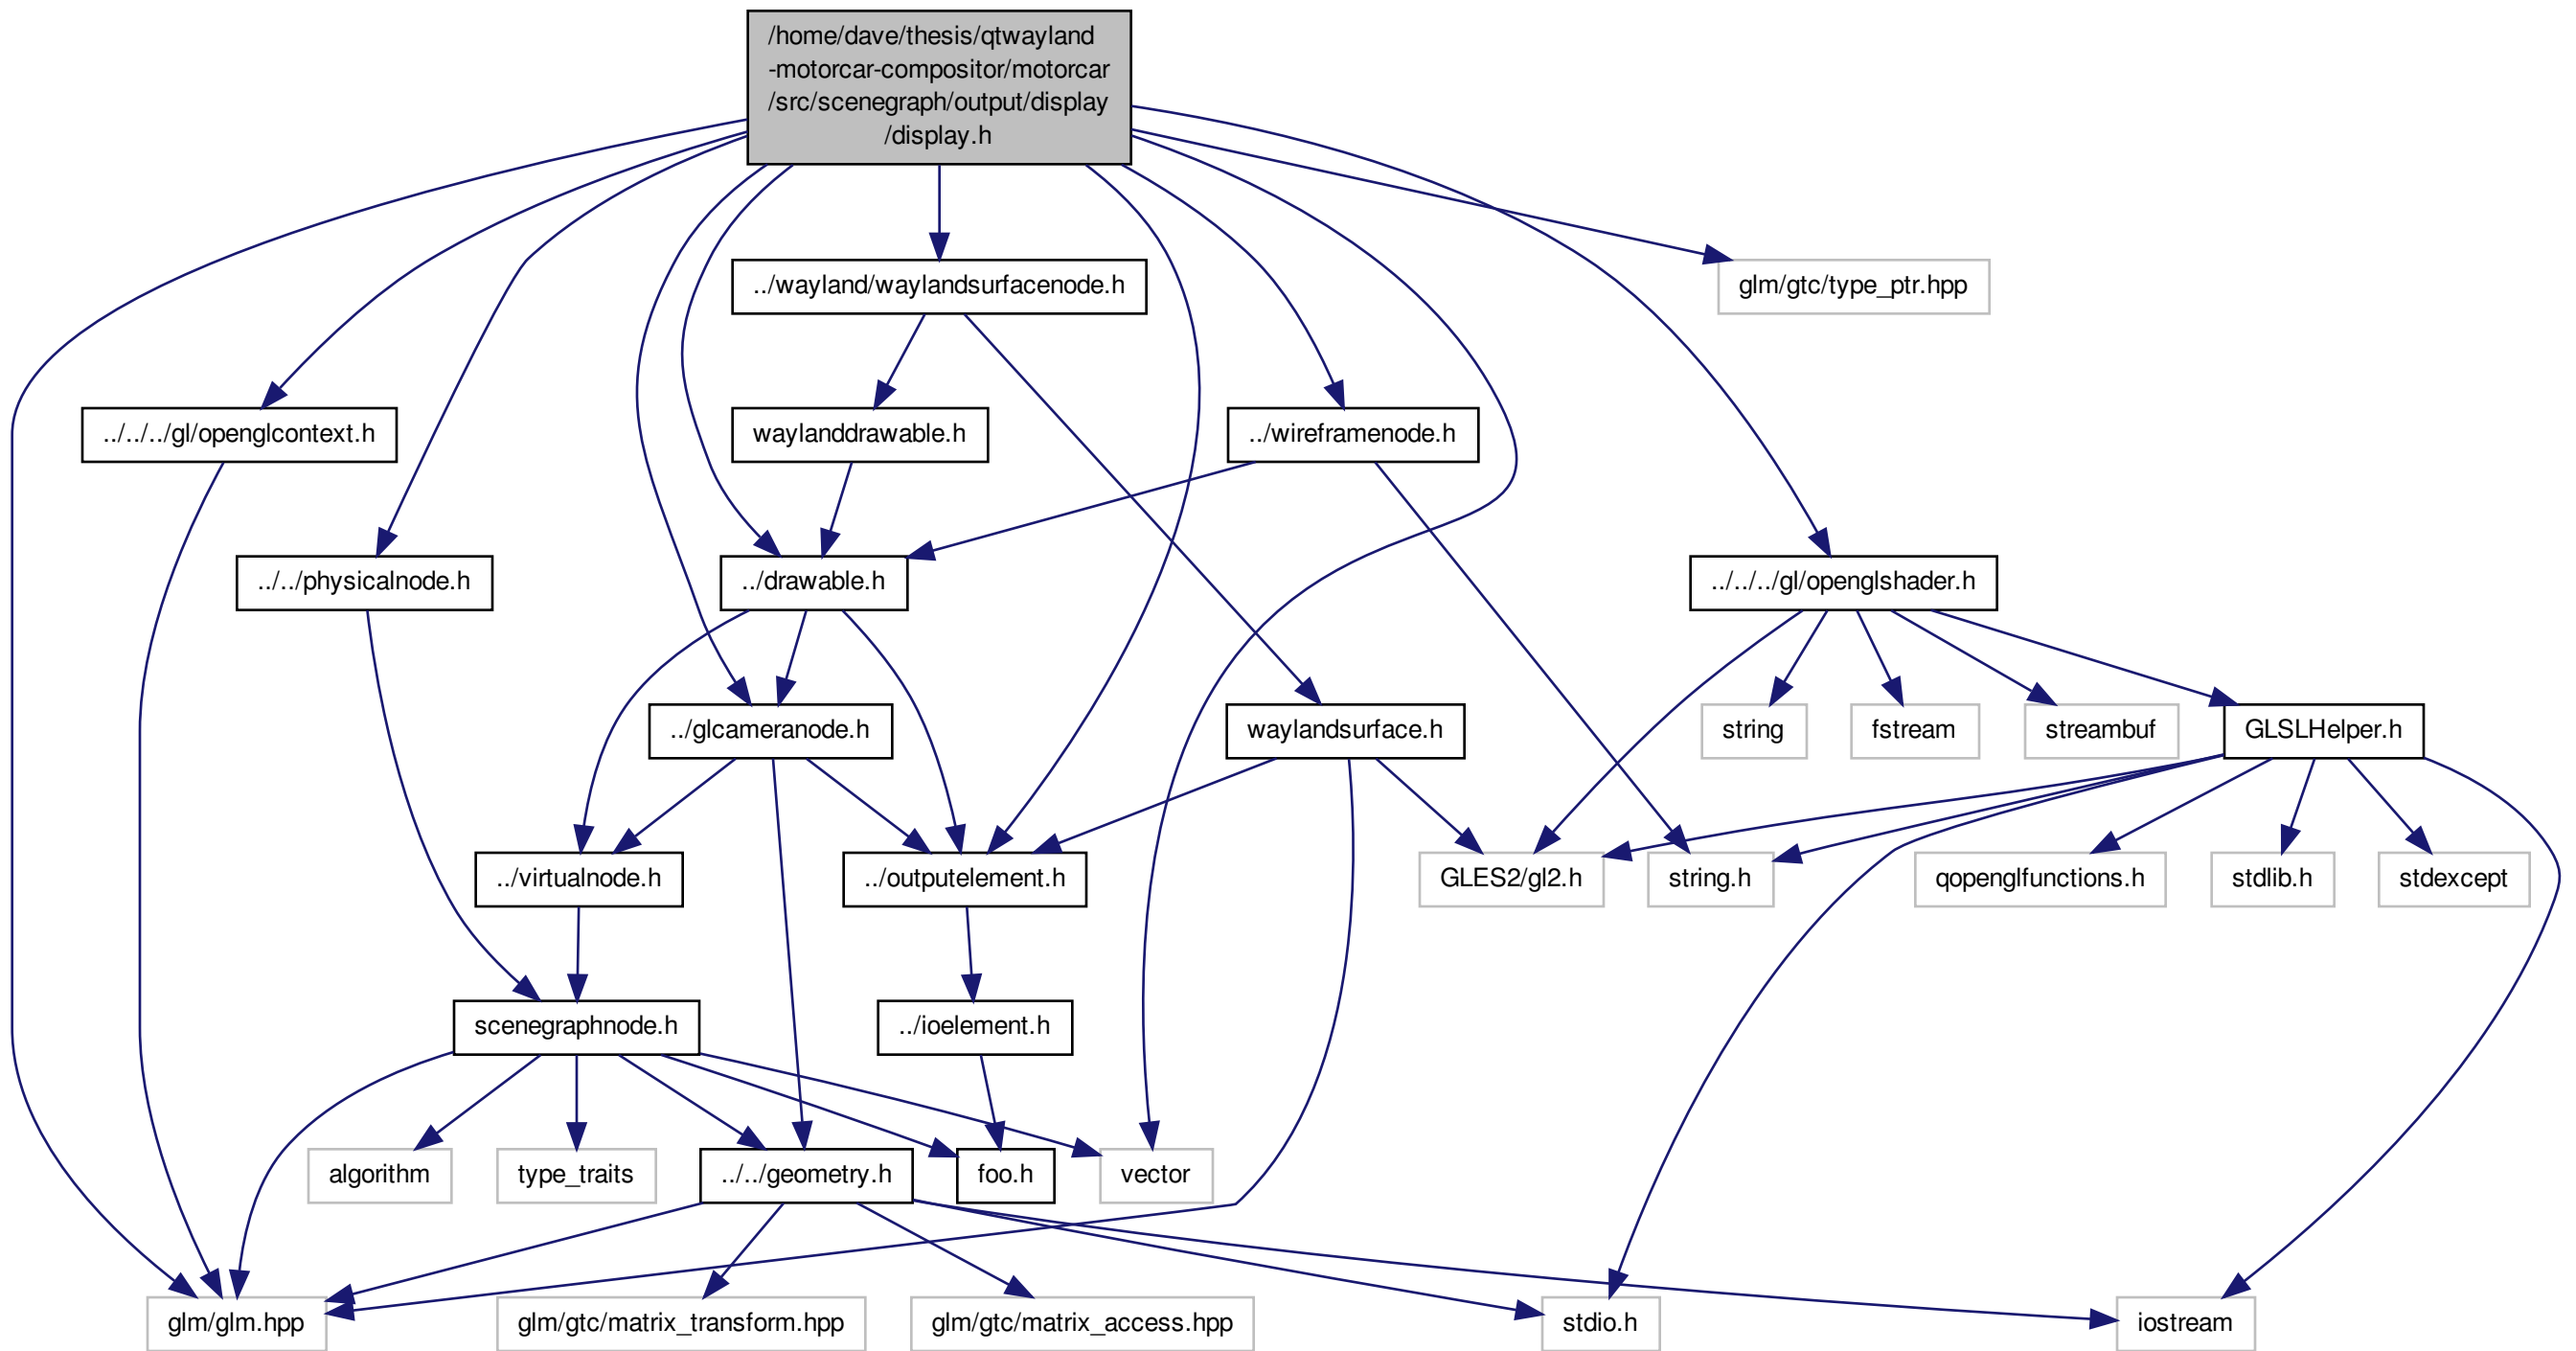 /home/dave/thesis/qtwayland
-motorcar-compositor/motorcar
/src/scenegraph/output/display
/display.h
../wayland/waylandsurfacenode.h
glm/gtc/type_ptr.hpp
../../../gl/openglcontext.h
waylanddrawable.h
../wireframenode.h
../../physicalnode.h
../drawable.h
../../../gl/openglshader.h
../glcameranode.h
waylandsurface.h
string
fstream
streambuf
GLSLHelper.h
../virtualnode.h
../outputelement.h
GLES2/gl2.h
string.h
qopenglfunctions.h
stdlib.h
stdexcept
scenegraphnode.h
../ioelement.h
algorithm
type_traits
../../geometry.h
foo.h
vector
glm/glm.hpp
glm/gtc/matrix_transform.hpp
glm/gtc/matrix_access.hpp
stdio.h
iostream